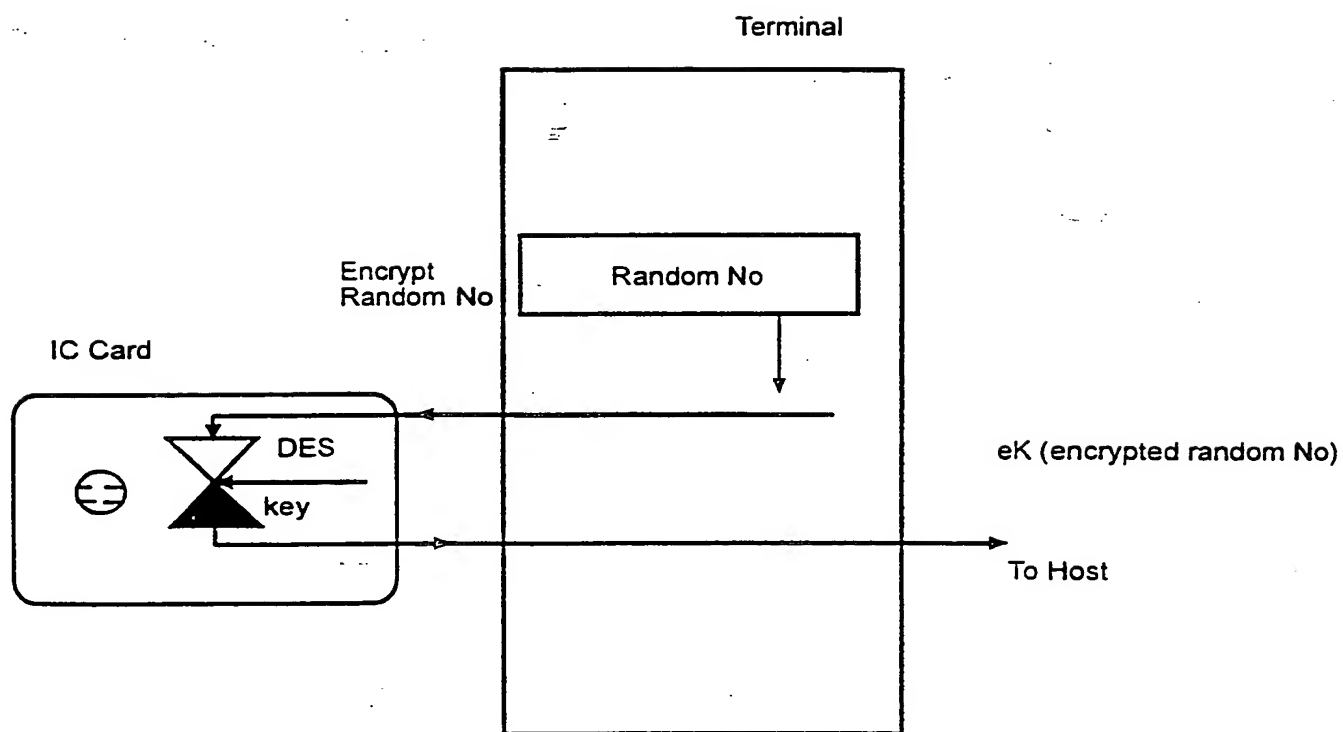 Terminal
Encrypt
Random No
Random No
IC Card
DES
key
eK (encrypted random No)
To Host